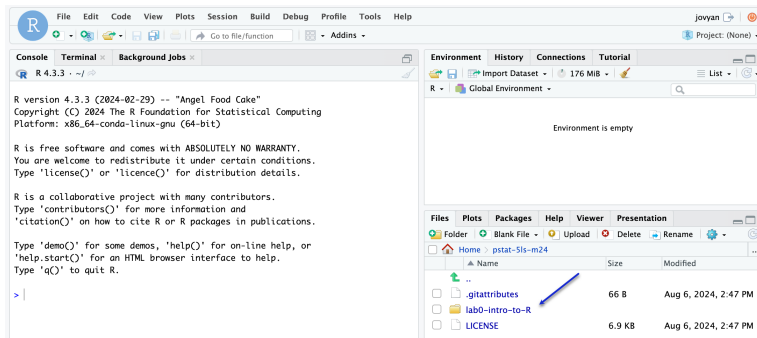 R
File Edit Code View Plots Session Build Debug Profile Tools Help
jovyan
Go to file/function
Addins
Project: (None)
Console Terminal Background Jobs
R 4.3.3 · ~/
R version 4.3.3 (2024-02-29) -- "Angel Food Cake"
Copyright (C) 2024 The R Foundation for Statistical Computing
Platform: x86_64-conda-linux-gnu (64-bit)
R is free software and comes with ABSOLUTELY NO WARRANTY.
You are welcome to redistribute it under certain conditions.
Type 'license()' or 'licence()' for distribution details.
R is a collaborative project with many contributors.
Type 'contributors()' for more information and
'citation()' on how to cite R or R packages in publications.
Type 'demo()' for some demos, 'help()' for on-line help, or
'help.start()' for an HTML browser interface to help.
Type 'q()' to quit R.
>
Environment History Connections Tutorial
Import Dataset 176 MiB List
R Global Environment
Environment is empty
Files Plots Packages Help Viewer Presentation
Folder Blank File Upload Delete Rename
Home > pstat-5ls-m24
Name Size Modified
..
.gitattributes 66 B Aug 6, 2024, 2:47 PM
lab0-intro-to-R
LICENSE 6.9 KB Aug 6, 2024, 2:47 PM